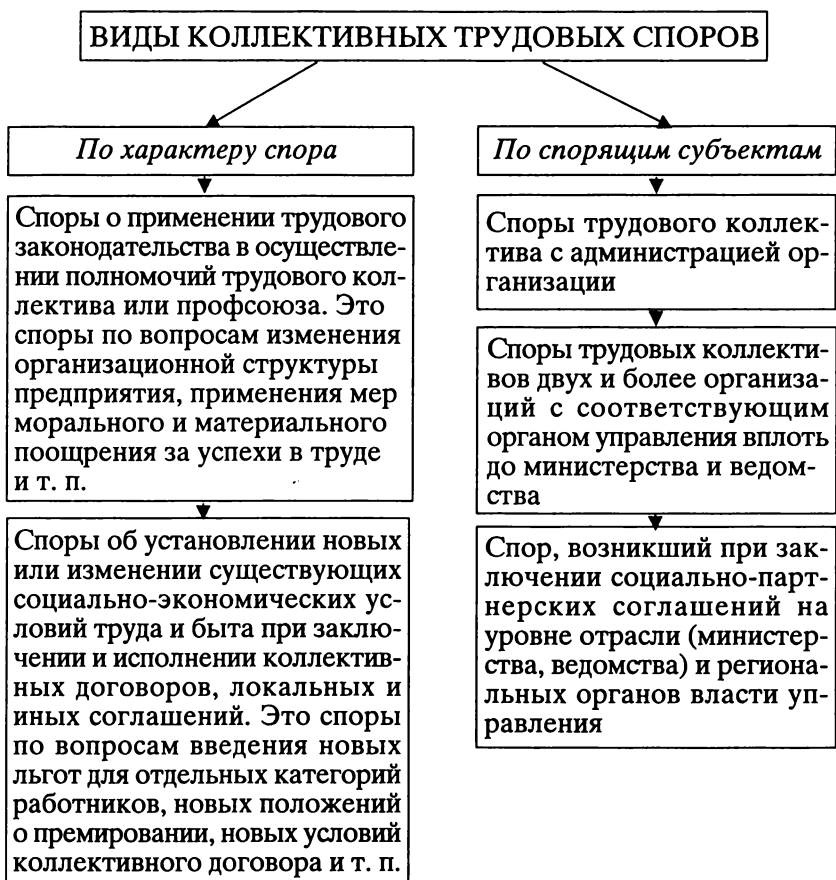 ВИДЫ КОЛЛЕКТИВНЫХ ТРУДОВЫХ СПОРОВ
По характеру спора
Споры о применении трудового
законодательства в осуществле-
нии полномочий трудового кол-
лектива или профсоюза. Это
споры по вопросам изменения
организационной структуры
предприятия, применения мер
морального и материального
поощрения за успехи в труде
и т. п.
Споры об установлении новых
или изменении существующих
социально-экономических ус-
ловий труда и быта при заклю-
чении и исполнении коллектив-
ных договоров, локальных и
иных соглашений. Это споры
по вопросам введения новых
льгот для отдельных категорий
работников, новых положений
о премировании, новых условий
коллективного договора и т. п.
По спорящим субъектам
Споры трудового коллек-
тива с администрацией ор-
ганизации
Споры трудовых коллекти-
вов двух и более организа-
ций с соответствующим
органом управления вплоть
до министерства и ведом-
ства
Спор, возникший при зак-
лючении социально-парт-
нерских соглашений на
уровне отрасли (министер-
ства, ведомства) и региона-
льных органов власти уп-
равления